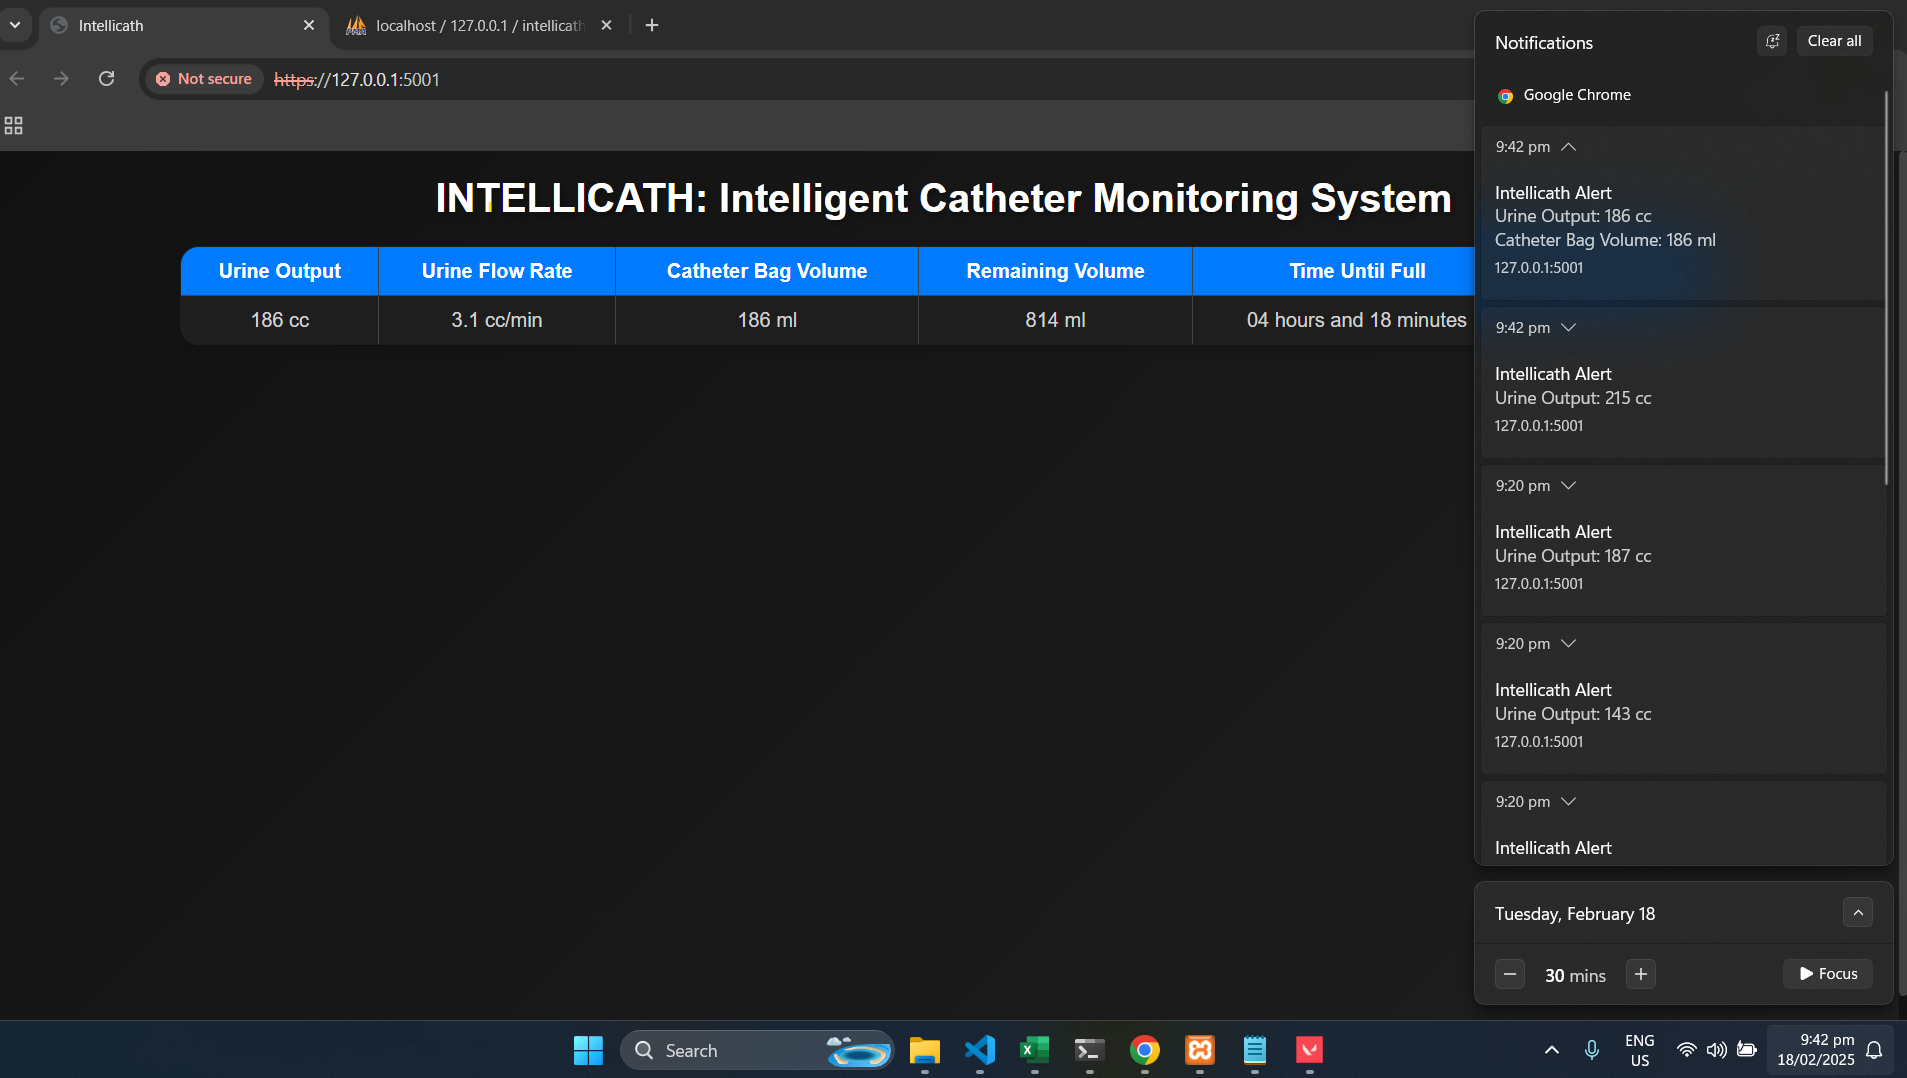 Intellicath
localhost / 127.0.0.1 / intellicath
Not secure
https://127.0.0.1:5001
INTELLICATH: Intelligent Catheter Monitoring System
Urine Output Urine Flow Rate Catheter Bag Volume Remaining Volume Time Until Full
186 cc 3.1 cc/min 186 ml 814 ml 04 hours and 18 minutes
Notifications
Clear all
Google Chrome
9:42 pm
Intellicath Alert
Urine Output: 186 cc
Catheter Bag Volume: 186 ml
127.0.0.1:5001
9:42 pm
Intellicath Alert
Urine Output: 215 cc
127.0.0.1:5001
9:20 pm
Intellicath Alert
Urine Output: 187 cc
127.0.0.1:5001
9:20 pm
Intellicath Alert
Urine Output: 143 cc
127.0.0.1:5001
9:20 pm
Intellicath Alert
Tuesday, February 18
30 mins
Focus
Search
ENG
US
9:42 pm
18/02/2025